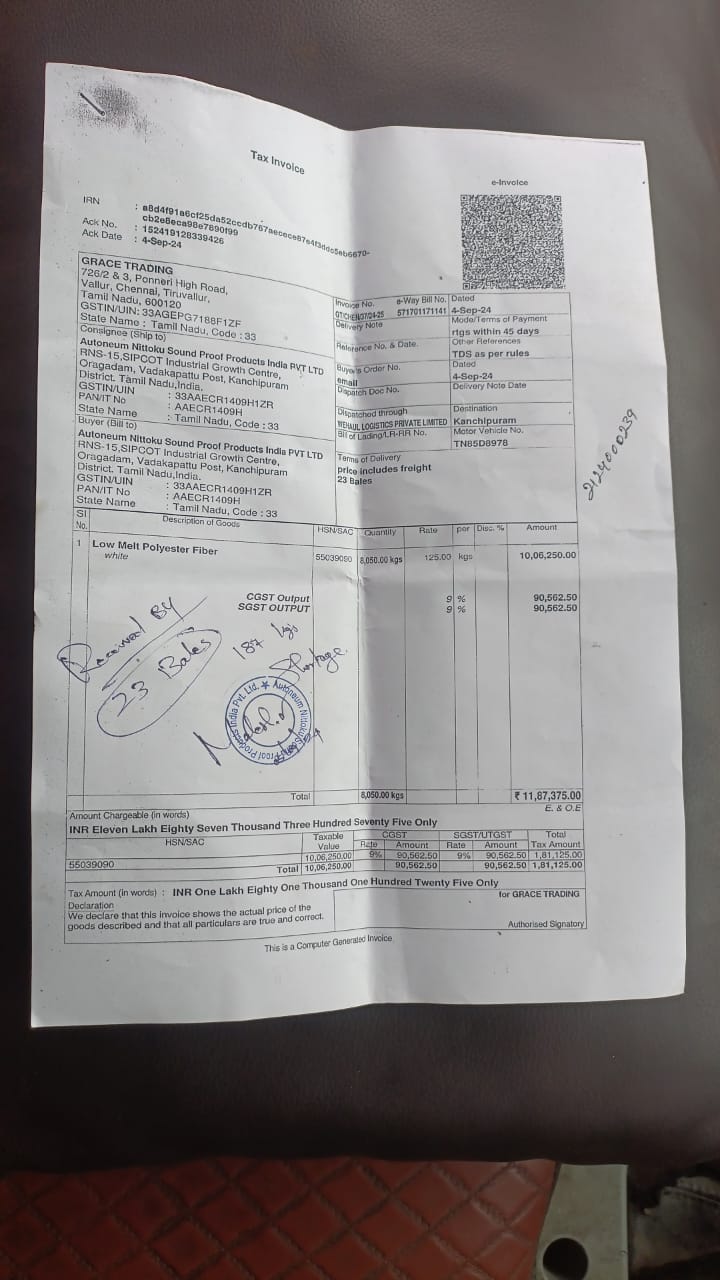 Tax Invoice
e-Invoice
IRN : a8d4f91a6cf25da52ccdb767aecece87e4f3ddc5eb6670-
cb2e8eca98e7890f99
Ack No. : 152419128339426
Ack Date : 4-Sep-24
GRACE TRADING
726/2 & 3, Ponneri High Road,
Vallur, Chennai, Tiruvallur,
Tamil Nadu, 600120
GSTIN/UIN: 33AGEPG7188F1ZF
State Name : Tamil Nadu, Code : 33
Consignee (Ship to)
Autoneum Nittoku Sound Proof Products India PVT LTD
RNS-15,SIPCOT Industrial Growth Centre,
Oragadam, Vadakapattu Post, Kanchipuram
District. Tamil Nadu,India.
GSTIN/UIN : 33AAECR1409H1ZR
PAN/IT No : AAECR1409H
State Name : Tamil Nadu, Code : 33
Buyer (Bill to)
Autoneum Nittoku Sound Proof Products India PVT LTD
RNS-15,SIPCOT Industrial Growth Centre,
Oragadam, Vadakapattu Post, Kanchipuram
District. Tamil Nadu,India.
GSTIN/UIN : 33AAECR1409H1ZR
PAN/IT No : AAECR1409H
State Name : Tamil Nadu, Code : 33
Invoice No. e-Way Bill No. Dated
GT/CHEN/07/24-25 571701171141 4-Sep-24
Delivery Note Mode/Terms of Payment
rtgs within 45 days
Reference No. & Date. Other References
TDS as per rules
Buyer's Order No. Dated
email 4-Sep-24
Dispatch Doc No. Delivery Note Date
Dispatched through Destination
WEHAUL LOGISTICS PRIVATE LIMITED Kanchipuram
Bill of Lading/LR-RR No. Motor Vehicle No.
TN85D8978
Terms of Delivery
price includes freight
23 Bales
2124000239
Sl No. Description of Goods HSN/SAC Quantity Rate per Disc. % Amount
1 Low Melt Polyester Fiber 55039090 8,050.00 kgs 125.00 kgs 10,06,250.00
white
CGST Output 9 % 90,562.50
SGST OUTPUT 9 % 90,562.50
Received By
23 Bales
187 kgs
Shortage
Autoneum Nittoku Sound Proof Products India Pvt. Ltd.
Total 8,050.00 kgs ₹ 11,87,375.00
Amount Chargeable (in words) E. & O.E
INR Eleven Lakh Eighty Seven Thousand Three Hundred Seventy Five Only
HSN/SAC Taxable Value CGST SGST/UTGST Total Tax Amount
Rate Amount Rate Amount
55039090 10,06,250.00 9% 90,562.50 9% 90,562.50 1,81,125.00
Total 10,06,250.00 90,562.50 90,562.50 1,81,125.00
Tax Amount (in words) : INR One Lakh Eighty One Thousand One Hundred Twenty Five Only
Declaration
We declare that this invoice shows the actual price of the
goods described and that all particulars are true and correct.
for GRACE TRADING
Authorised Signatory
This is a Computer Generated Invoice